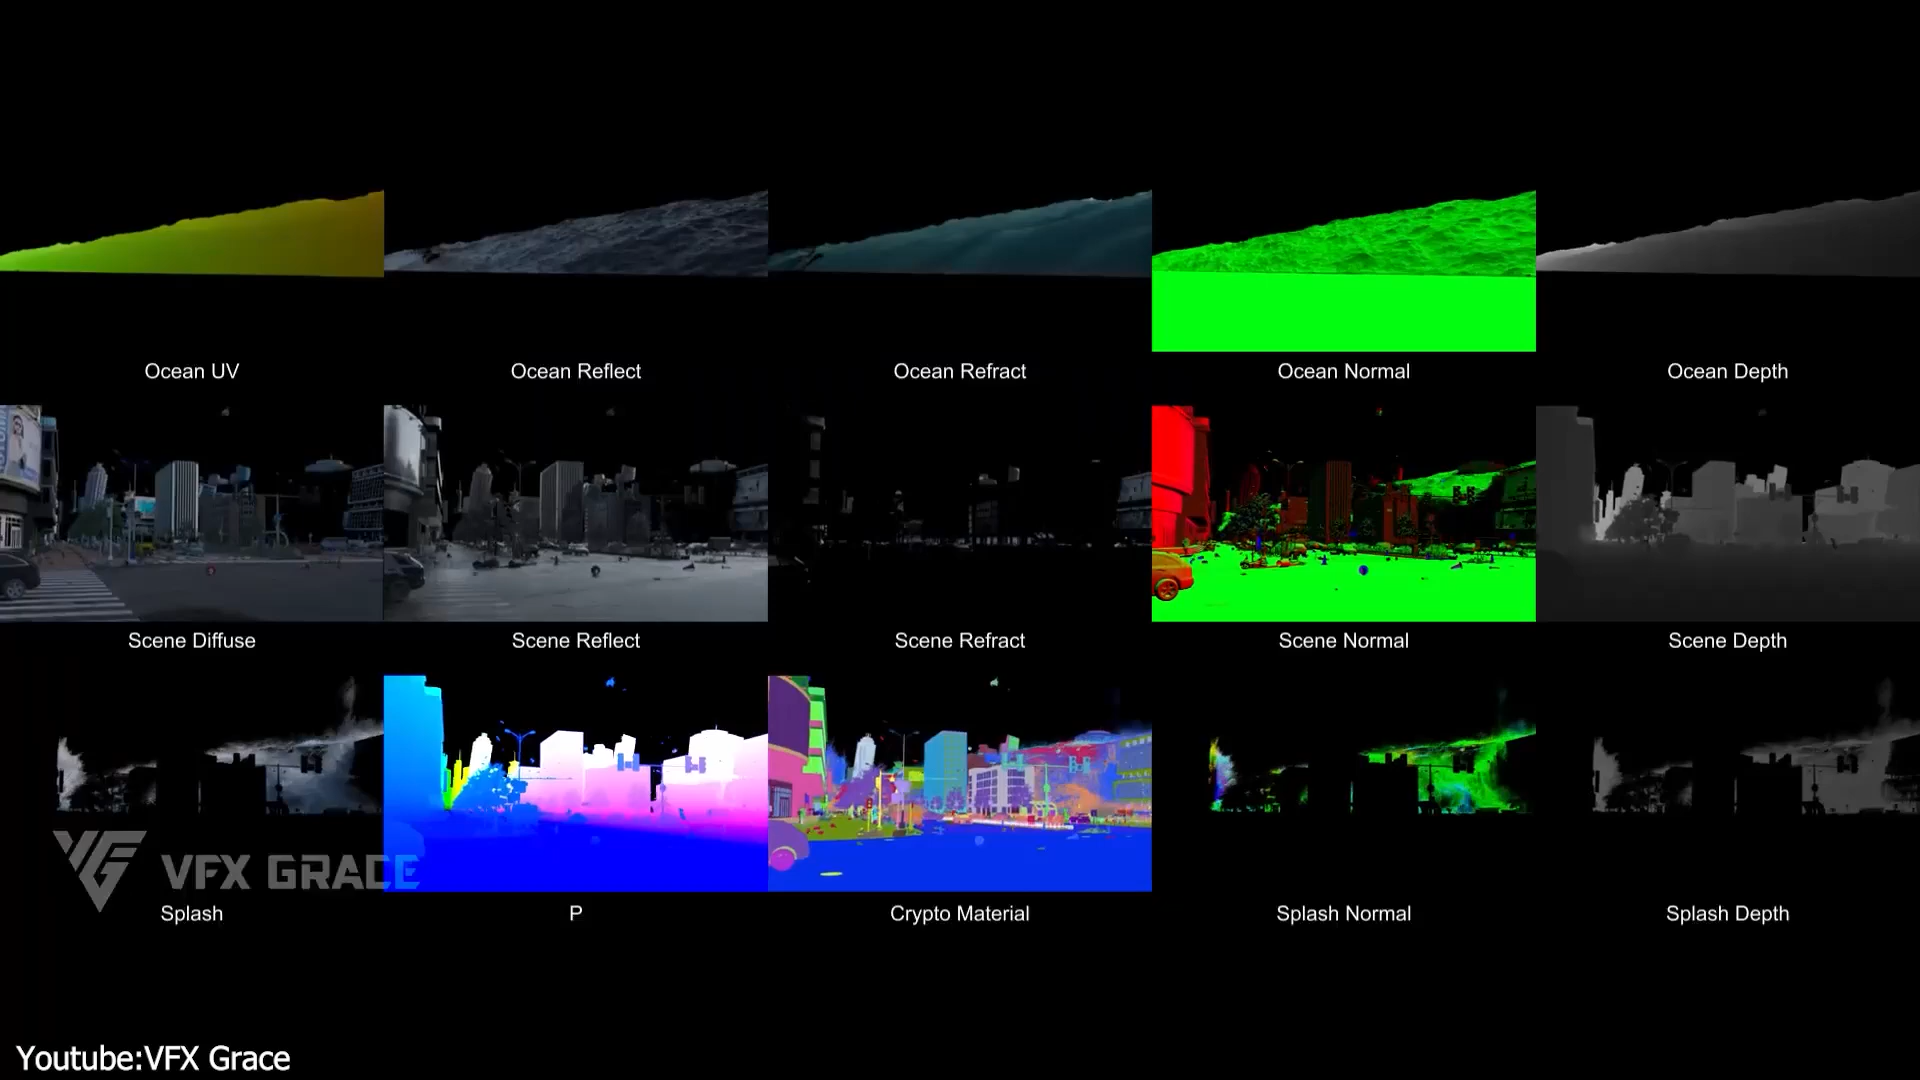 Ocean UV
Ocean Reflect
Ocean Refract
Ocean Normal
Ocean Depth
Scene Diffuse
Scene Reflect
Scene Refract
Scene Normal
Scene Depth
VFX GRACE
Splash
P
Crypto Material
Splash Normal
Splash Depth
Youtube:VFX Grace